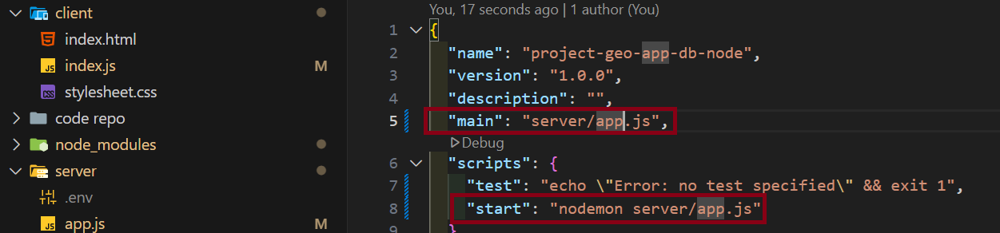 client
index.html
JS index.js M
stylesheet.css
code repo
node_modules
server
.env
JS app.js M
You, 17 seconds ago | 1 author (You)
1 {
2 "name": "project-geo-app-db-node",
3 "version": "1.0.0",
4 "description": "",
5 "main": "server/app.js",
Debug
6 "scripts": {
7 "test": "echo \"Error: no test specified\" && exit 1",
8 "start": "nodemon server/app.js"
9 }